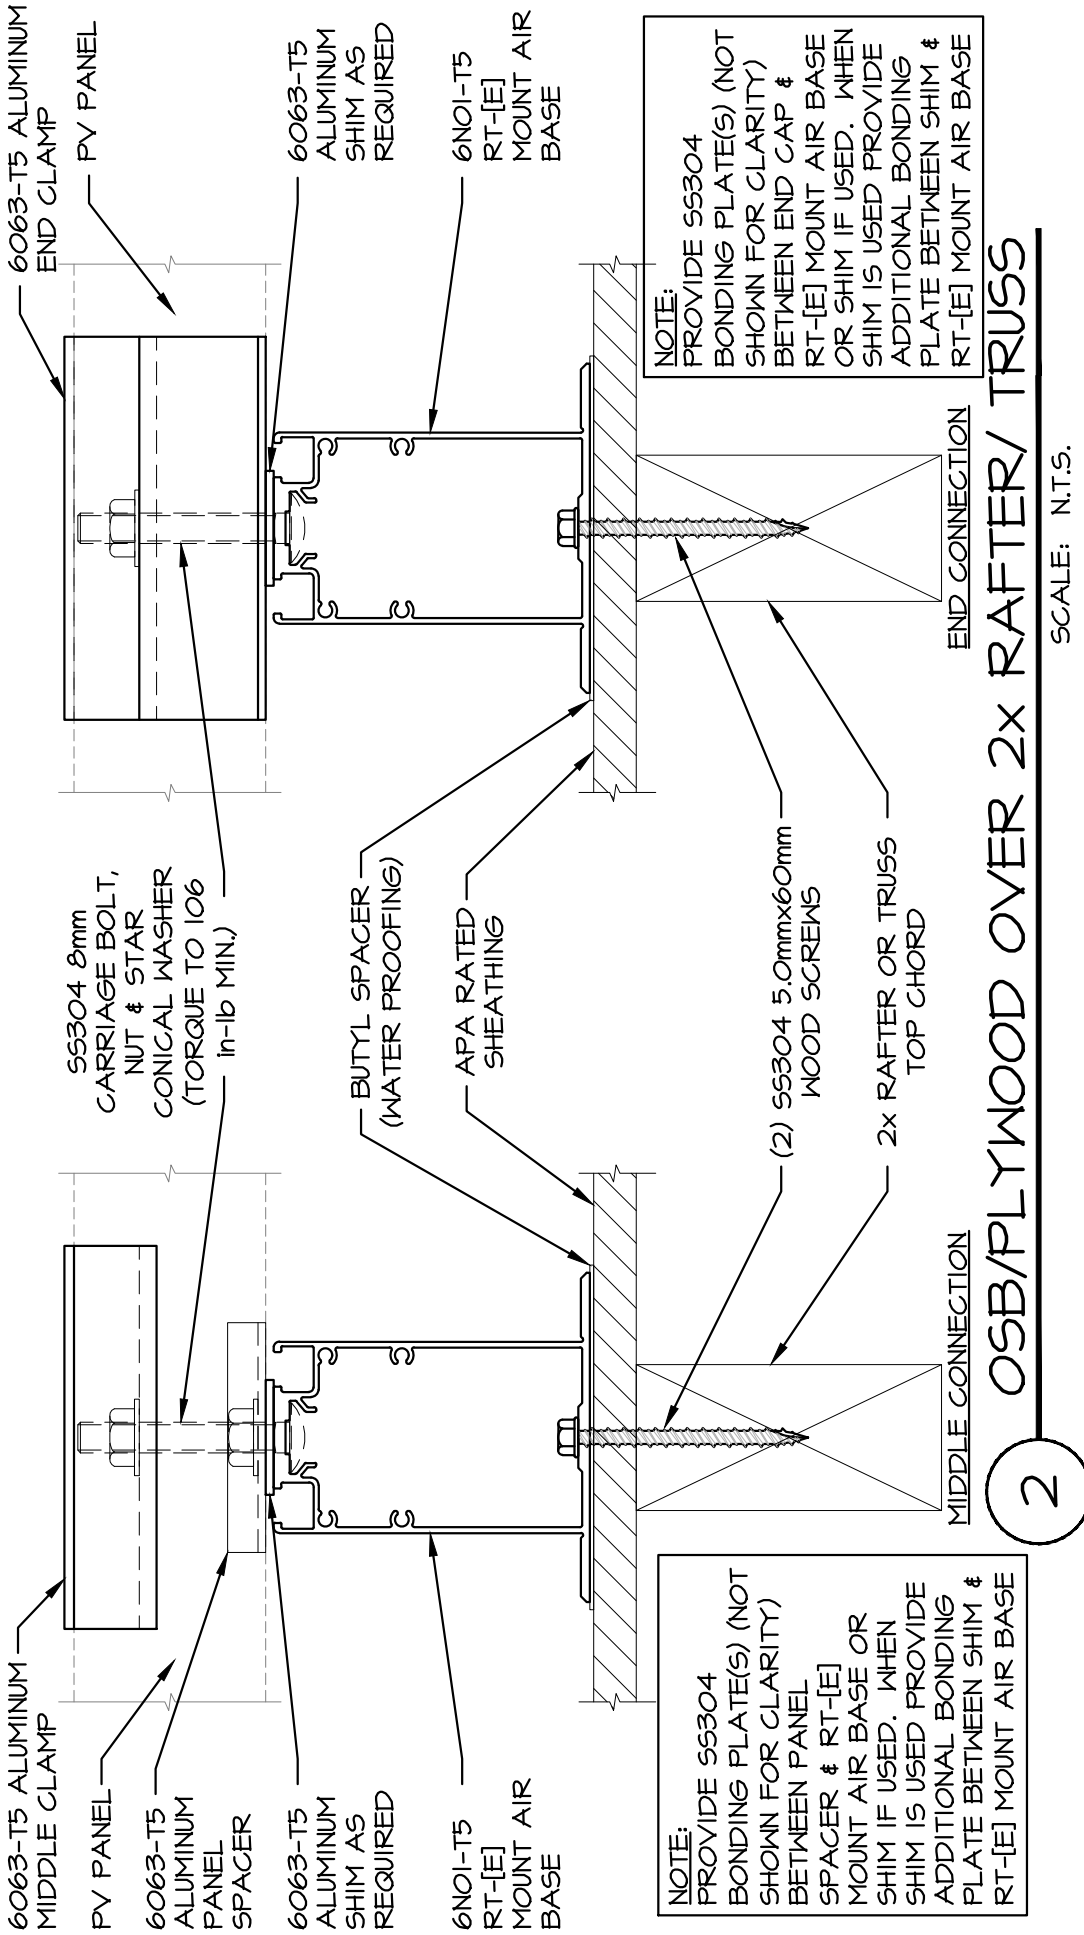 6063-T5 ALUMINUM
MIDDLE CLAMP
PV PANEL
6063-T5
ALUMINUM
PANEL
SPACER
6063-T5
ALUMINUM
SHIM AS
REQUIRED
6N01-T5
RT-[E]
MOUNT AIR
BASE
NOTE:
PROVIDE SS304
BONDING PLATE(S) (NOT
SHOWN FOR CLARITY)
BETWEEN PANEL
SPACER & RT-[E]
MOUNT AIR BASE OR
SHIM IF USED. WHEN
SHIM IS USED PROVIDE
ADDITIONAL BONDING
PLATE BETWEEN SHIM &
RT-[E] MOUNT AIR BASE
SS304 8mm
CARRIAGE BOLT,
NUT & STAR
CONICAL WASHER
(TORQUE TO 106
in-lb MIN.)
BUTYL SPACER
(WATER PROOFING)
APA RATED
SHEATHING
(2) SS304 5.0mmx60mm
WOOD SCREWS
2x RAFTER OR TRUSS
TOP CHORD
6063-T5 ALUMINUM
END CLAMP
PV PANEL
6063-T5
ALUMINUM
SHIM AS
REQUIRED
6N01-T5
RT-[E]
MOUNT AIR
BASE
NOTE:
PROVIDE SS304
BONDING PLATE(S) (NOT
SHOWN FOR CLARITY)
BETWEEN END CAP &
RT-[E] MOUNT AIR BASE
OR SHIM IF USED. WHEN
SHIM IS USED PROVIDE
ADDITIONAL BONDING
PLATE BETWEEN SHIM &
RT-[E] MOUNT AIR BASE
MIDDLE CONNECTION
END CONNECTION
2
OSB/PLYWOOD OVER 2x RAFTER/ TRUSS
SCALE: N.T.S.